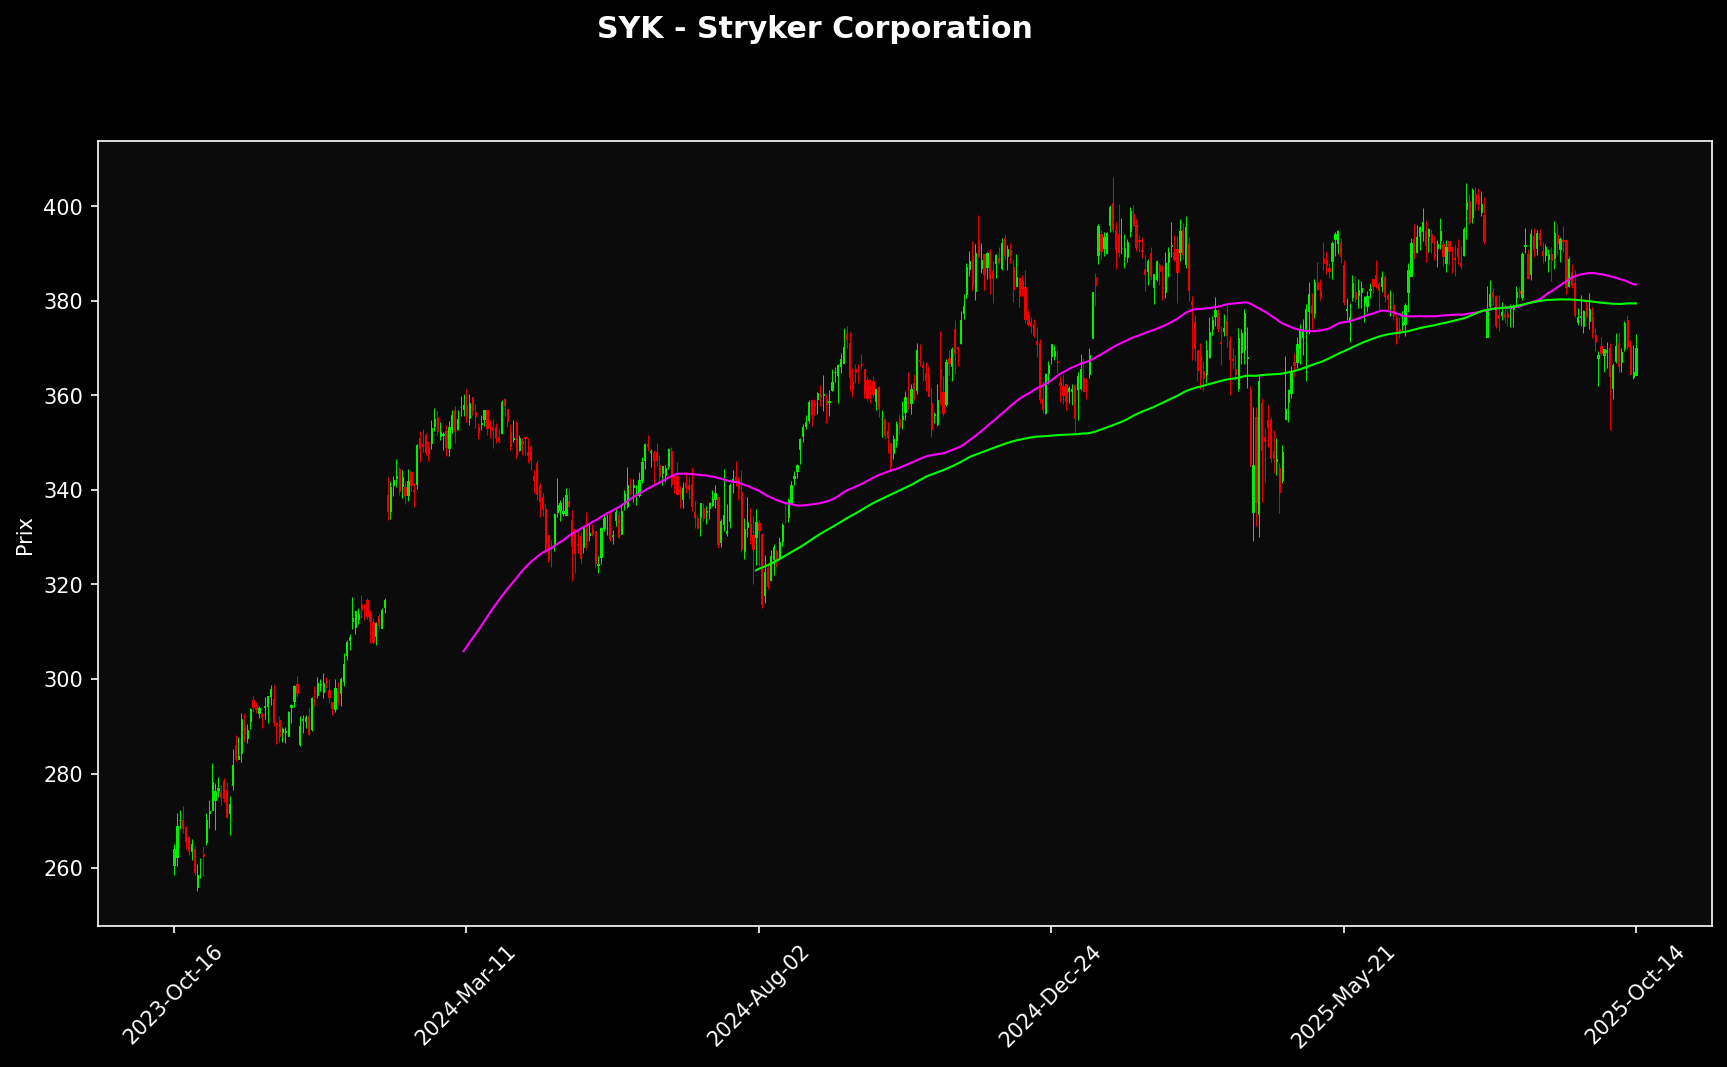 SYK - Stryker Corporation
Prix
400
380
360
340
320
300
280
260
2023-Oct-16
2024-Mar-11
2024-Aug-02
2024-Dec-24
2025-May-21
2025-Oct-14